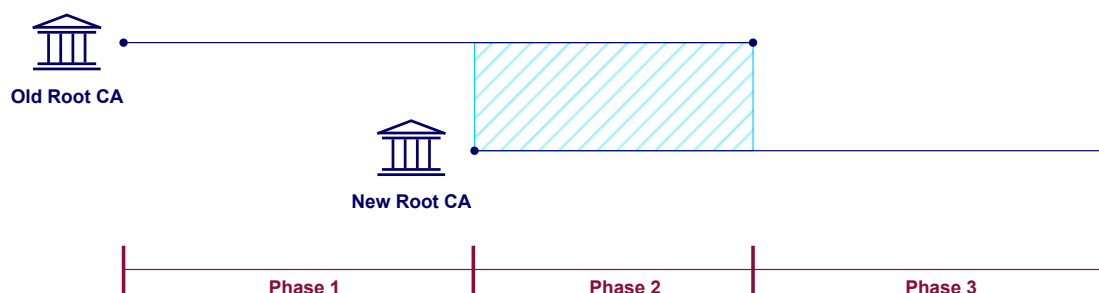 Old Root CA
New Root CA
Phase 1
Phase 2
Phase 3